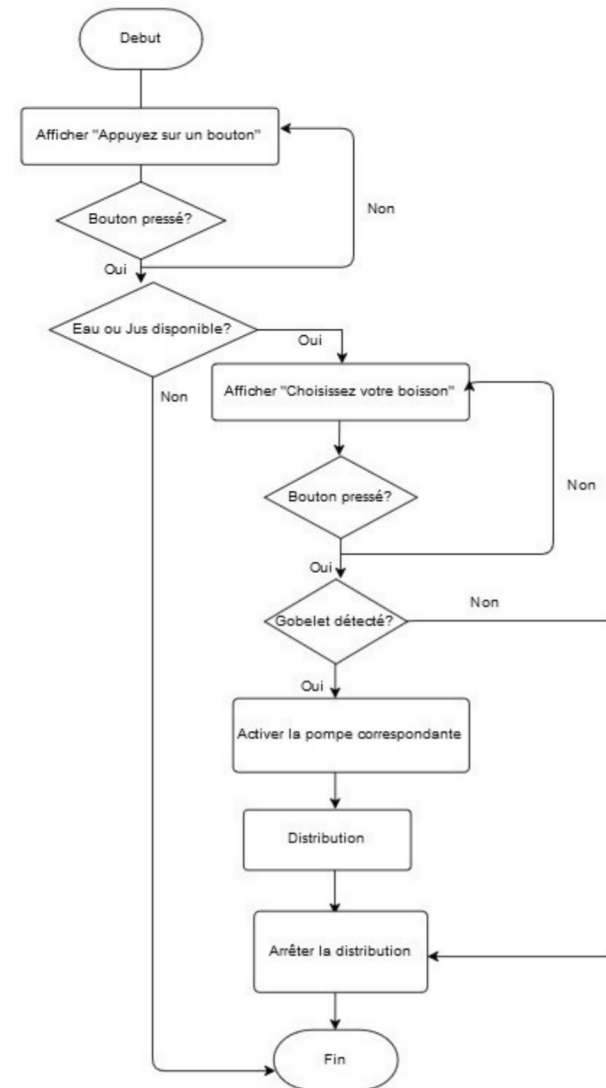 Debut
Afficher "Appuyez sur un bouton"
Non
Bouton pressé?
Oui
Eau ou Jus disponible?
Oui
Non
Afficher "Choisissez votre boisson"
Non
Bouton pressé?
Oui
Non
Gobelet détecté?
Oui
Activer la pompe correspondante
Distribution
Arrêter la distribution
Fin